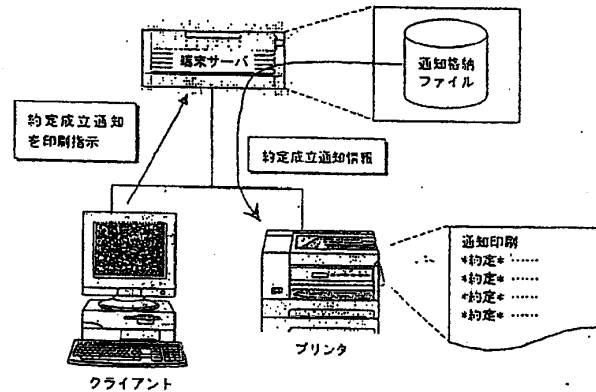 端末サーバ
通知格納
ファイル
約定成立通知
を印刷指示
約定成立通知情報
通知印刷
*約定* ……
*約定* ……
*約定* ……
*約定* ……
プリンタ
クライアント